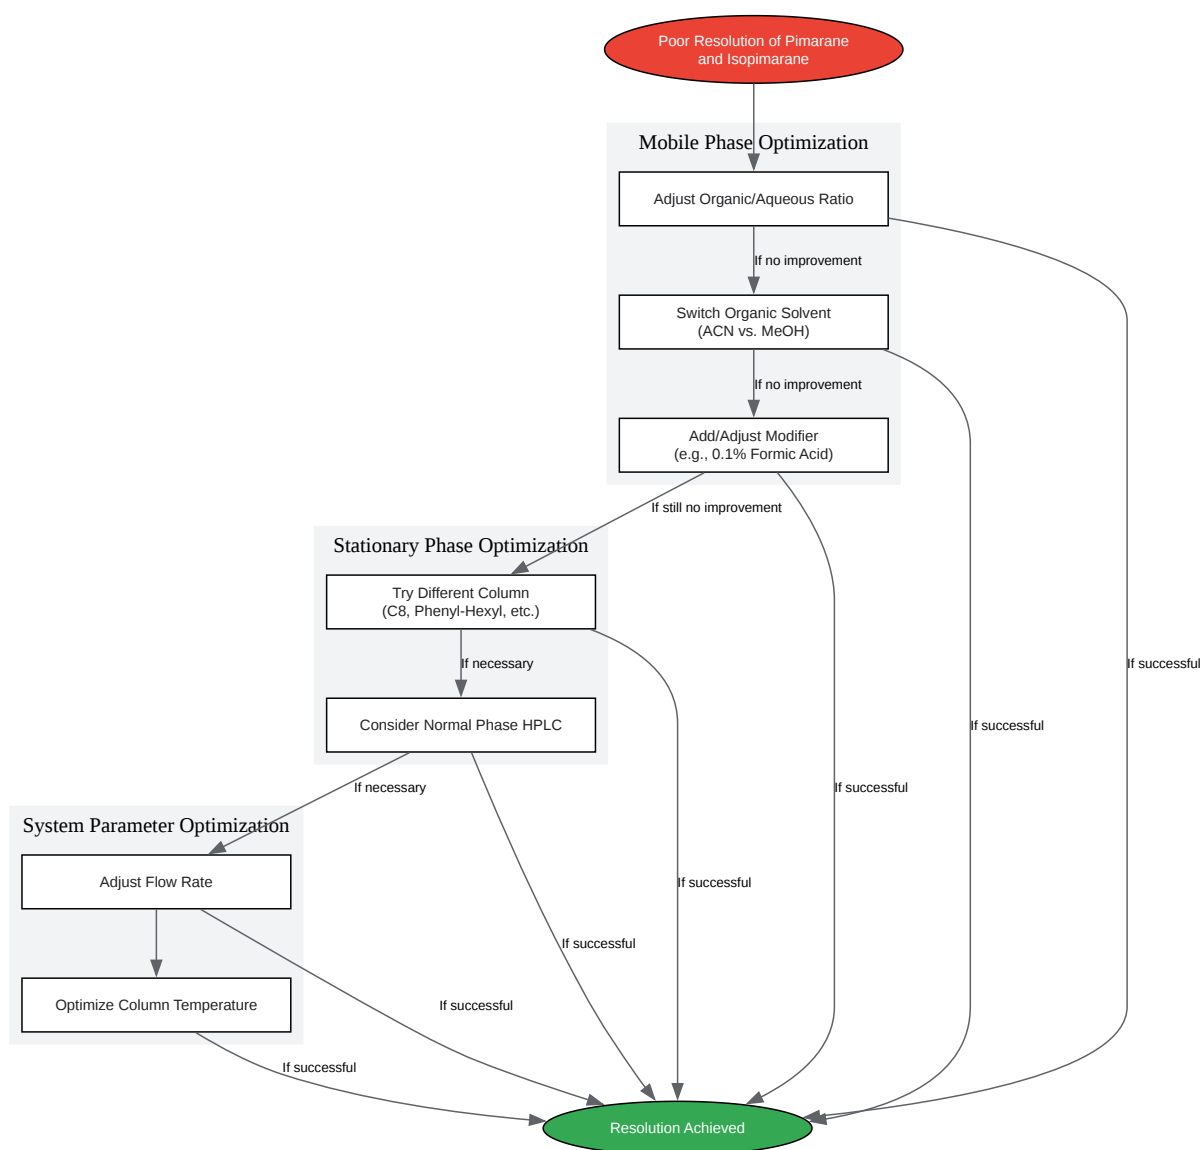 Poor Resolution of Pimarane
and Isopimarane
Mobile Phase Optimization
Adjust Organic/Aqueous Ratio
If no improvement
Switch Organic Solvent
(ACN vs. MeOH)
If no improvement
Add/Adjust Modifier
(e.g., 0.1% Formic Acid)
If still no improvement
Stationary Phase Optimization
Try Different Column
(C8, Phenyl-Hexyl, etc.)
If necessary
If successful
Consider Normal Phase HPLC
If successful
If necessary
If successful
System Parameter Optimization
Adjust Flow Rate
If successful
If successful
Optimize Column Temperature
If successful
If successful
Resolution Achieved